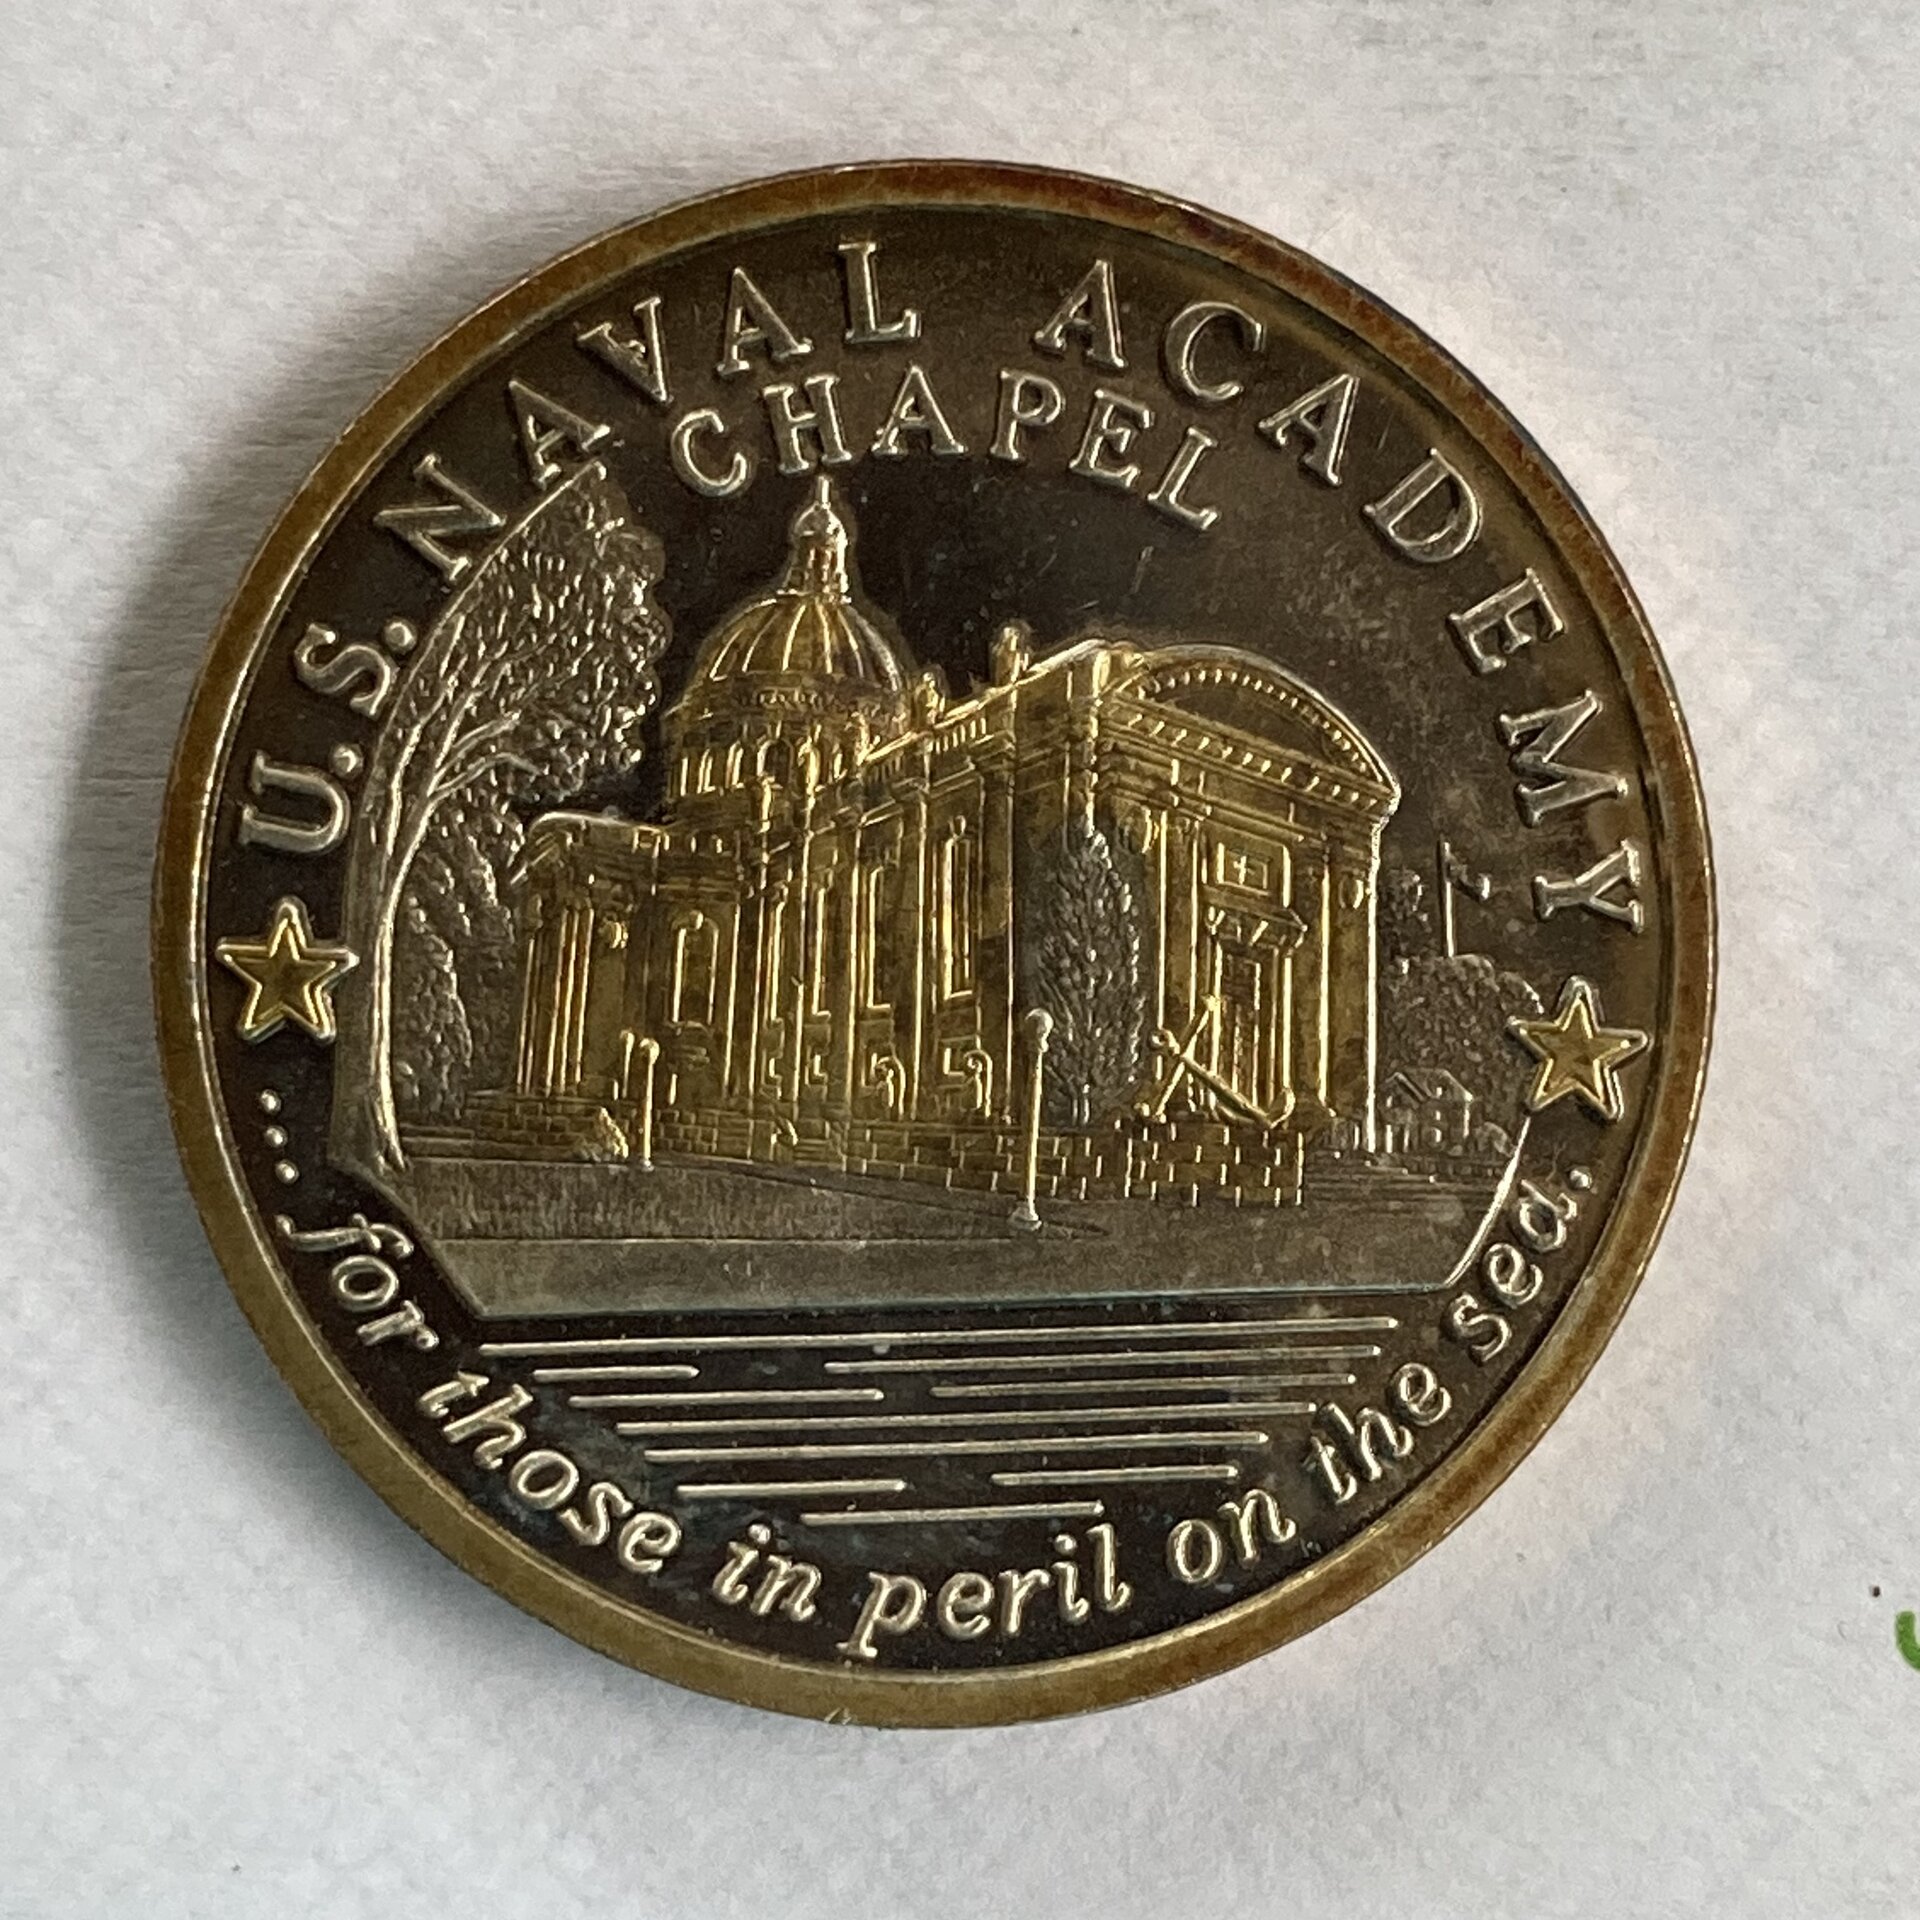 U.S. NAVAL ACADEMY
CHAPEL
... for those in peril on the sea.